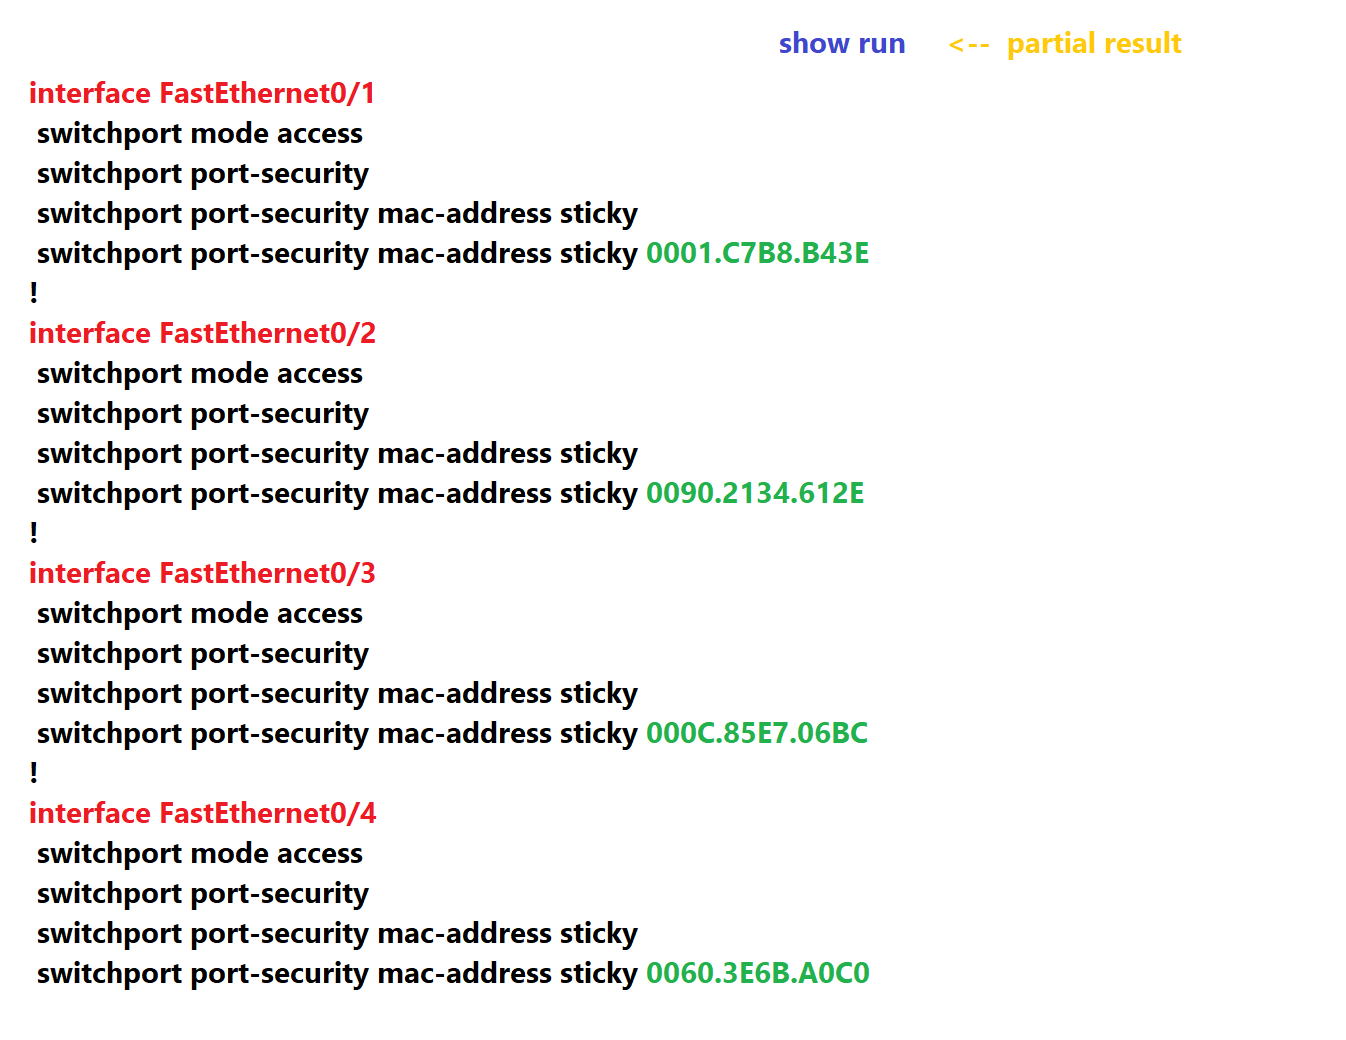 show run <-- partial result
interface FastEthernet0/1
switchport mode access
switchport port-security
switchport port-security mac-address sticky
switchport port-security mac-address sticky 0001.C7B8.B43E
!
interface FastEthernet0/2
switchport mode access
switchport port-security
switchport port-security mac-address sticky
switchport port-security mac-address sticky 0090.2134.612E
!
interface FastEthernet0/3
switchport mode access
switchport port-security
switchport port-security mac-address sticky
switchport port-security mac-address sticky 000C.85E7.06BC
!
interface FastEthernet0/4
switchport mode access
switchport port-security
switchport port-security mac-address sticky
switchport port-security mac-address sticky 0060.3E6B.A0C0